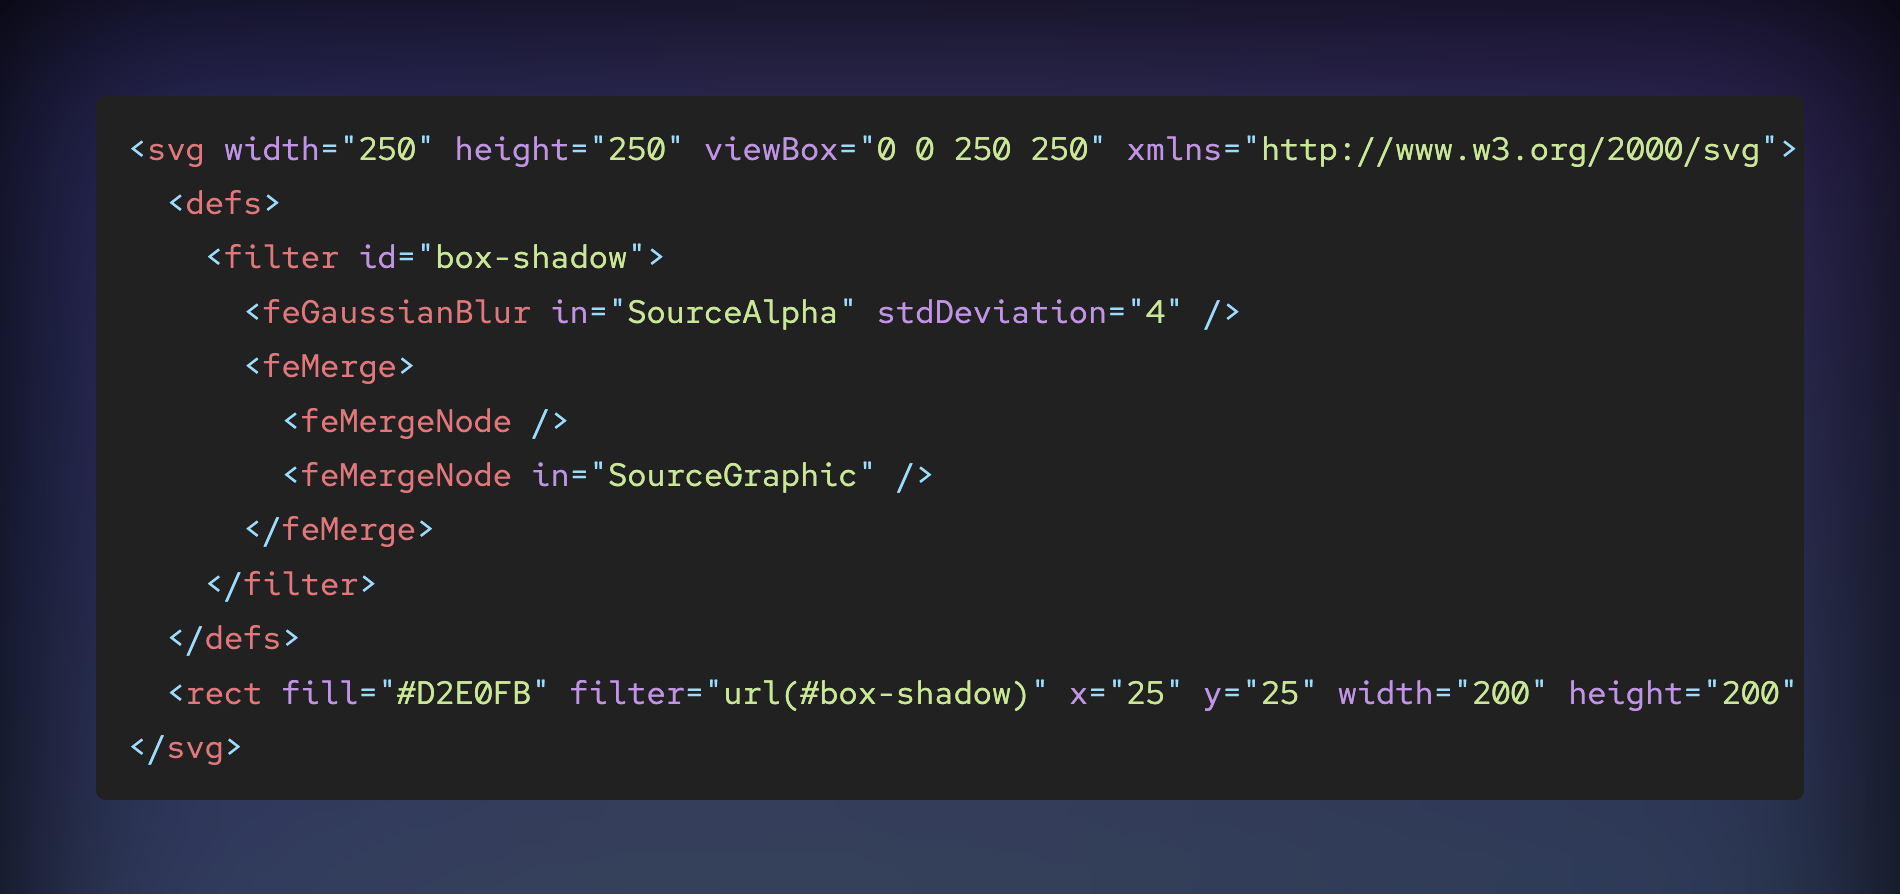 <svg width="250" height="250" viewBox="0 0 250 250" xmlns="http://www.w3.org/2000/svg">
  <defs>
    <filter id="box-shadow">
      <feGaussianBlur in="SourceAlpha" stdDeviation="4" />
      <feMerge>
        <feMergeNode />
        <feMergeNode in="SourceGraphic" />
      </feMerge>
    </filter>
  </defs>
  <rect fill="#D2E0FB" filter="url(#box-shadow)" x="25" y="25" width="200" height="200"
</svg>